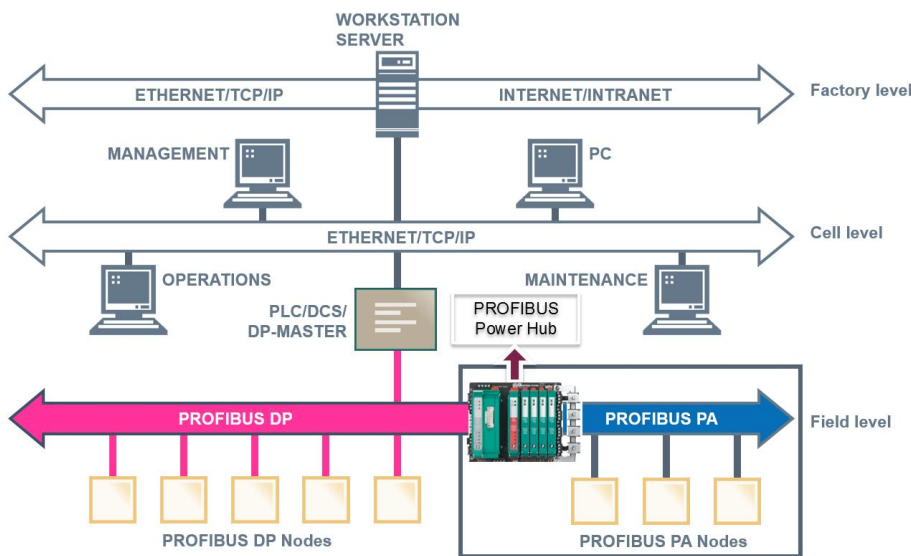 WORKSTATION
SERVER
ETHERNET/TCP/IP
INTERNET/INTRANET
Factory level
MANAGEMENT
PC
ETHERNET/TCP/IP
Cell level
OPERATIONS
MAINTENANCE
PLC/DCS/
DP-MASTER
PROFIBUS
Power Hub
PROFIBUS DP
PROFIBUS PA
Field level
PROFIBUS DP Nodes
PROFIBUS PA Nodes